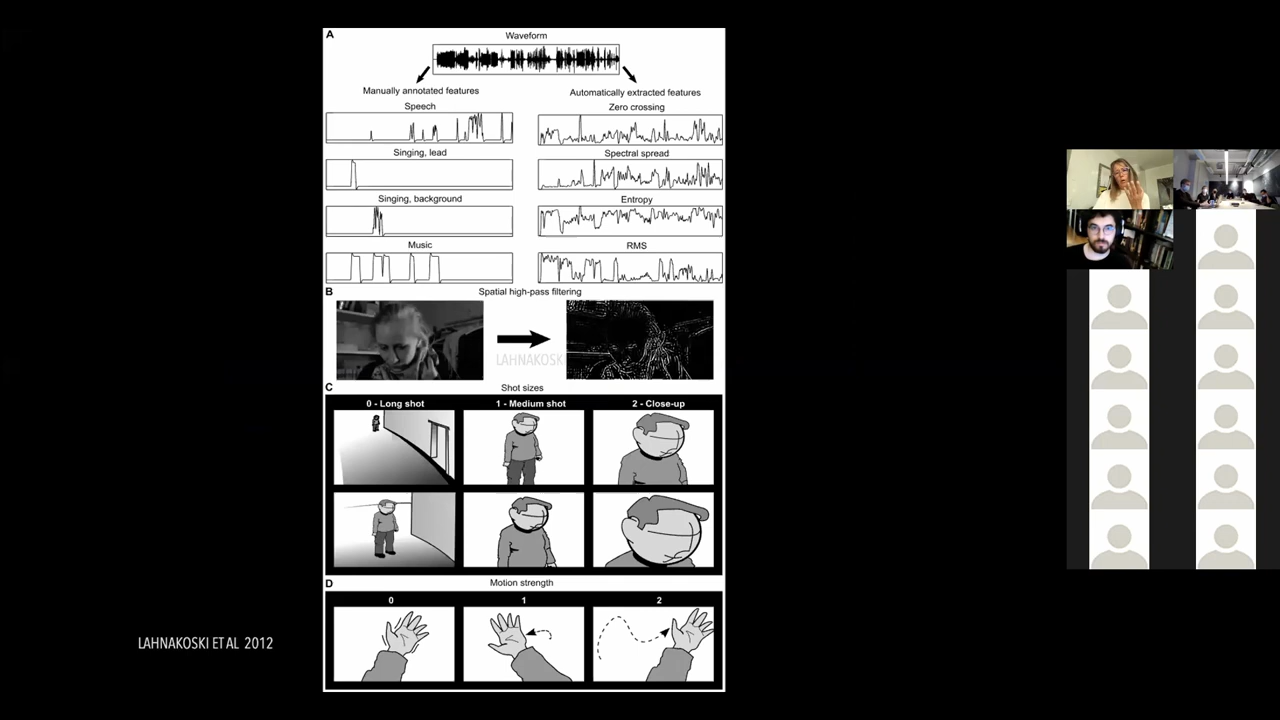 A
Waveform
Manually annotated features
Automatically extracted features
Speech
Zero crossing
Singing, lead
Spectral spread
Singing, background
Entropy
Music
RMS
B
Spatial high-pass filtering
LAHNAKOSK
C
Shot sizes
0 - Long shot
1 - Medium shot
2 - Close-up
D
Motion strength
0
1
2
LAHNAKOSKI ET AL 2012